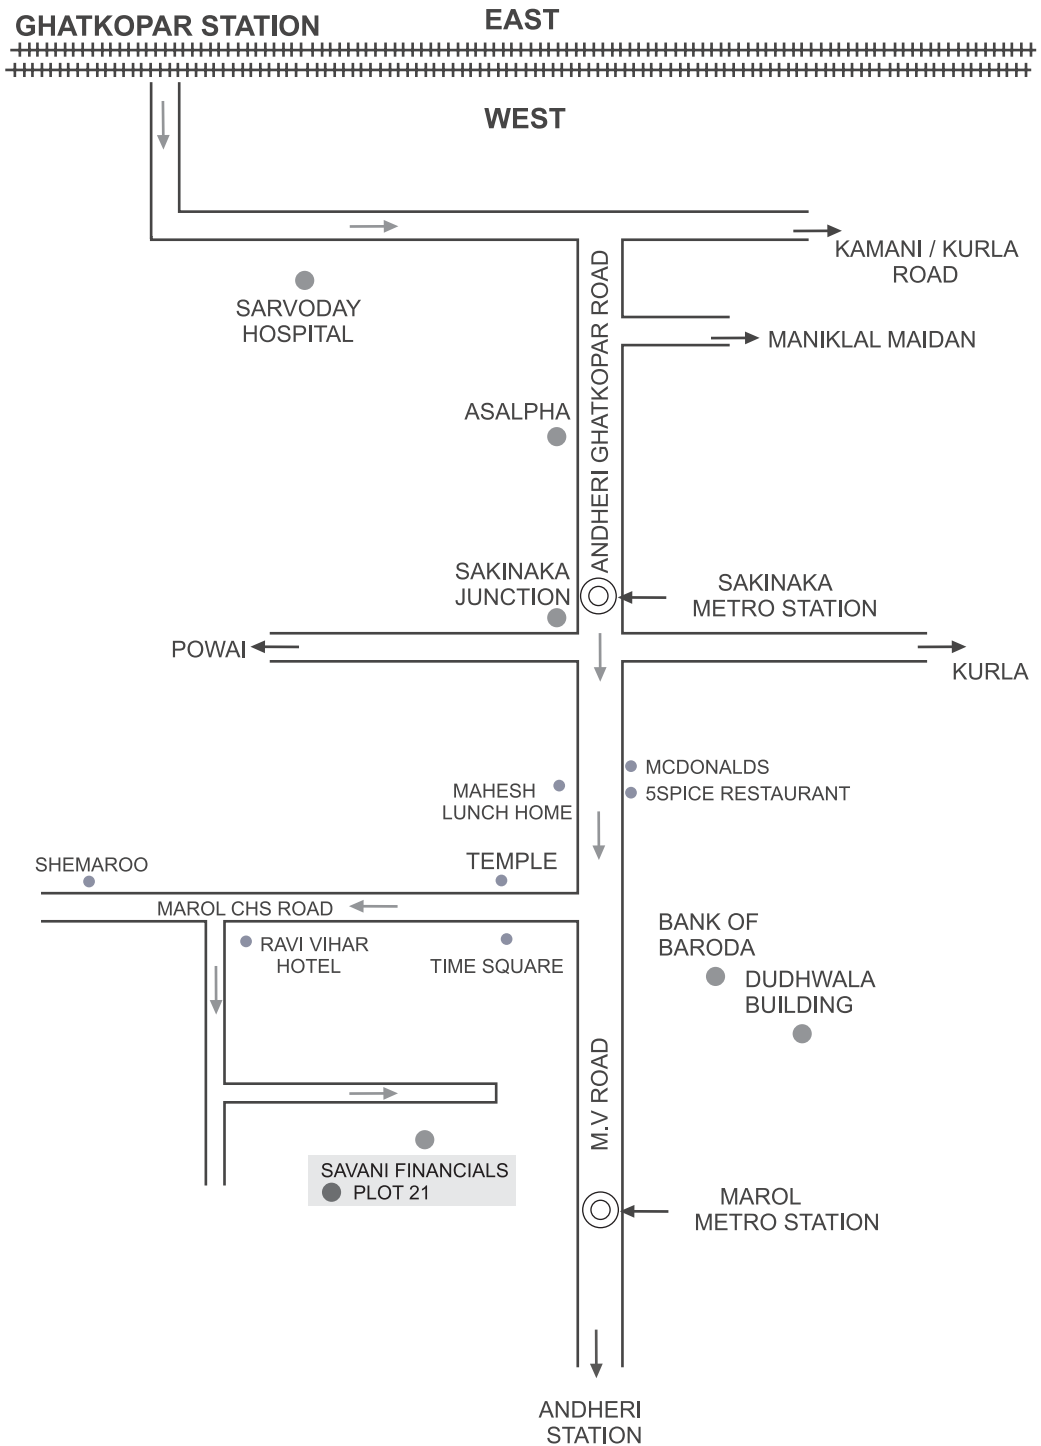 GHATKOPAR STATION
EAST
WEST
KAMANI / KURLA
ROAD
SARVODAY
HOSPITAL
ANDHERI GHATKOPAR ROAD
MANIKLAL MAIDAN
ASALPHA
SAKINAKA
JUNCTION
SAKINAKA
METRO STATION
POWAI
KURLA
MCDONALDS
5SPICE RESTAURANT
MAHESH
LUNCH HOME
SHEMAROO
TEMPLE
MAROL CHS ROAD
RAVI VIHAR
HOTEL
TIME SQUARE
BANK OF
BARODA
DUDHWALA
BUILDING
M.V ROAD
SAVANI FINANCIALS
PLOT 21
MAROL
METRO STATION
ANDHERI
STATION